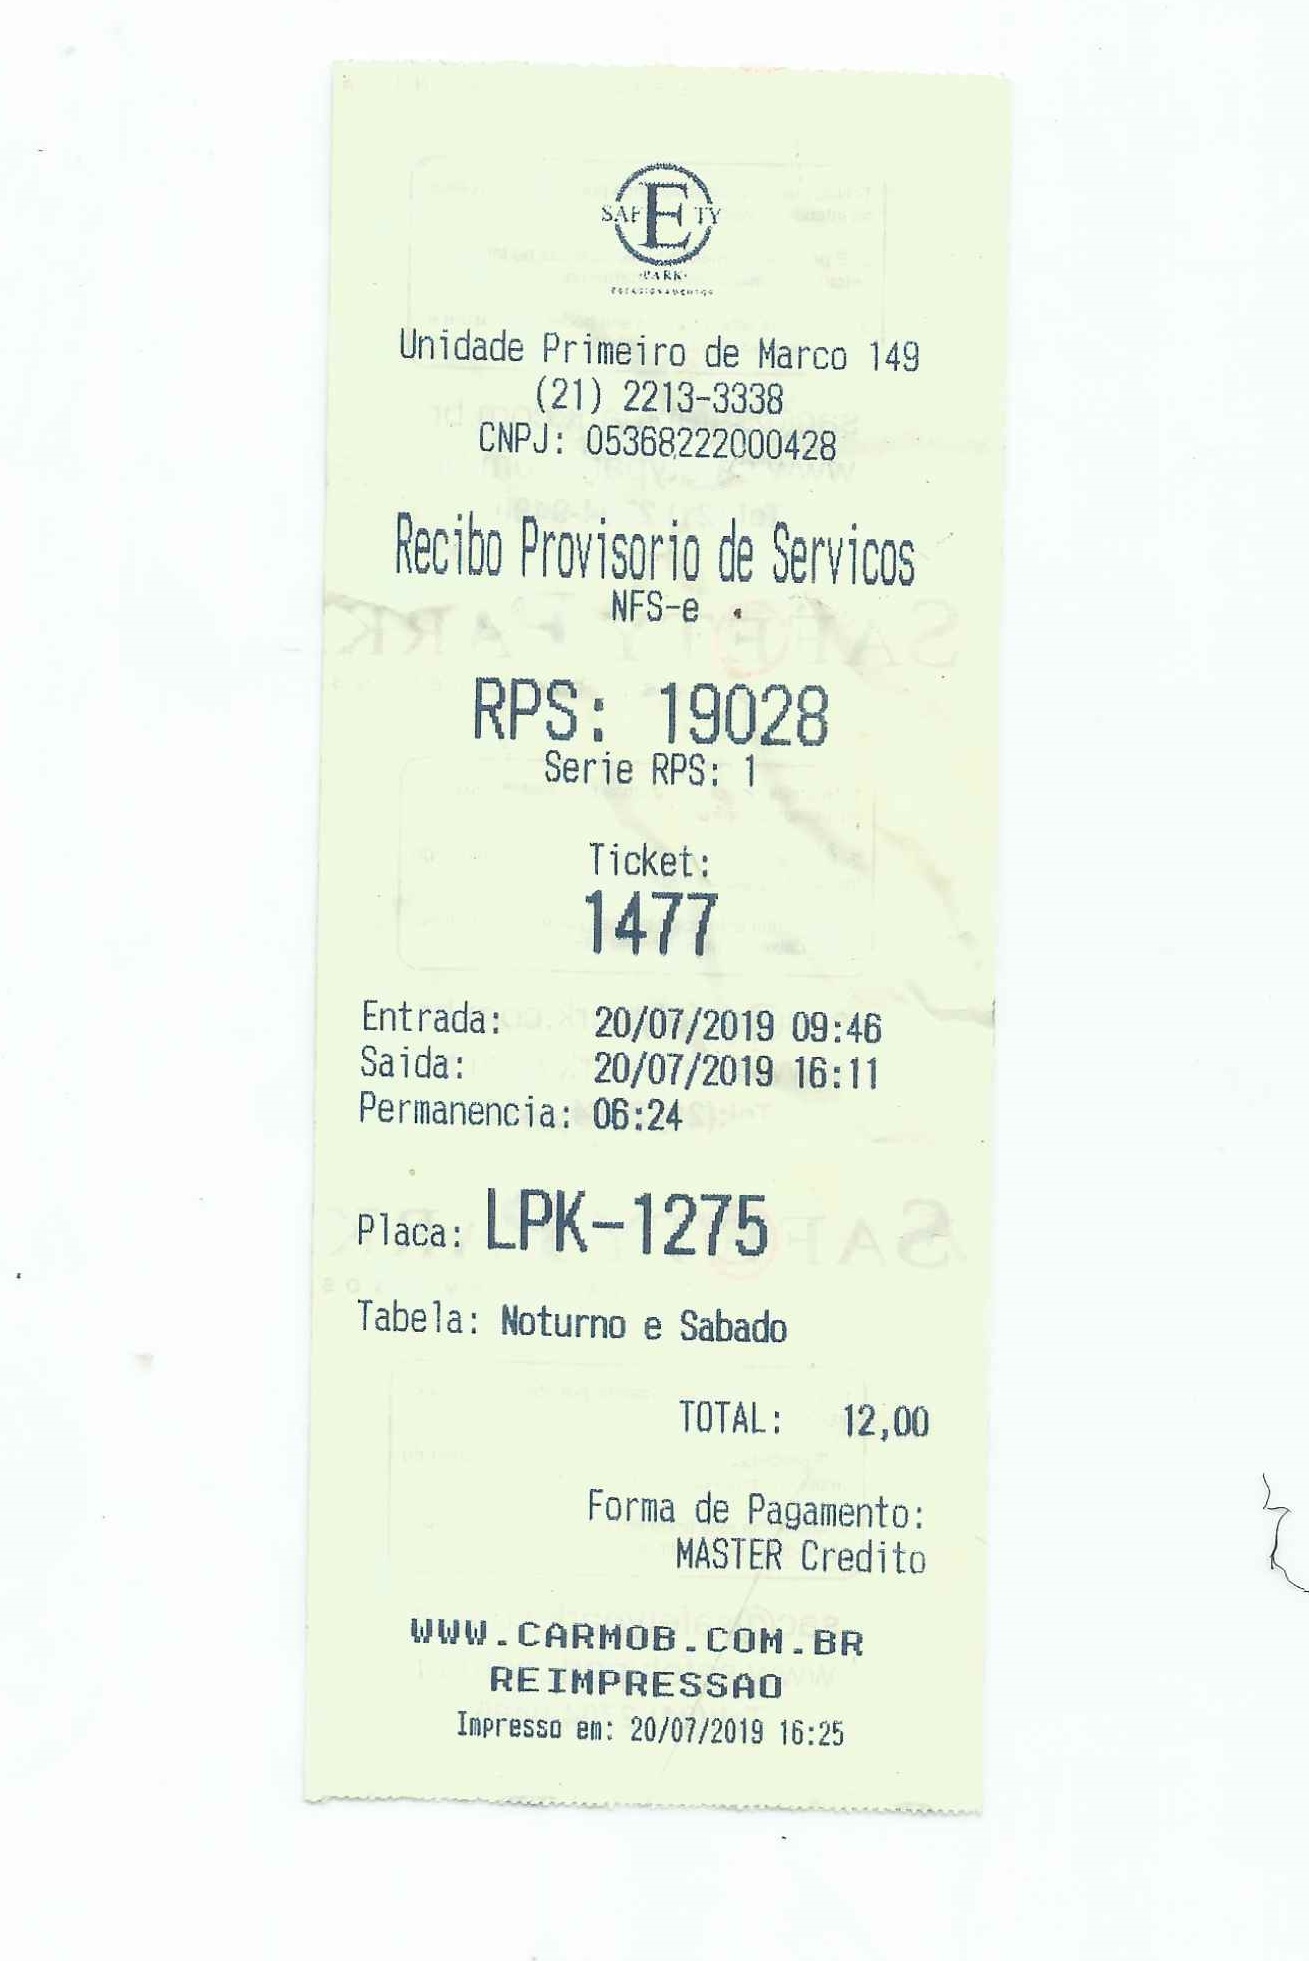 SAFETY
PARK
ESTACIONAMENTOS
Unidade Primeiro de Marco 149
(21) 2213-3338
CNPJ: 05368222000428
Recibo Provisorio de Servicos
NFS-e
RPS: 19028
Serie RPS: 1
Ticket:
1477
Entrada: 20/07/2019 09:46
Saida: 20/07/2019 16:11
Permanencia: 06:24
Placa: LPK-1275
Tabela: Noturno e Sabado
TOTAL: 12,00
Forma de Pagamento:
MASTER Credito
WWW.CARMOB.COM.BR
REIMPRESSAO
Impresso em: 20/07/2019 16:25